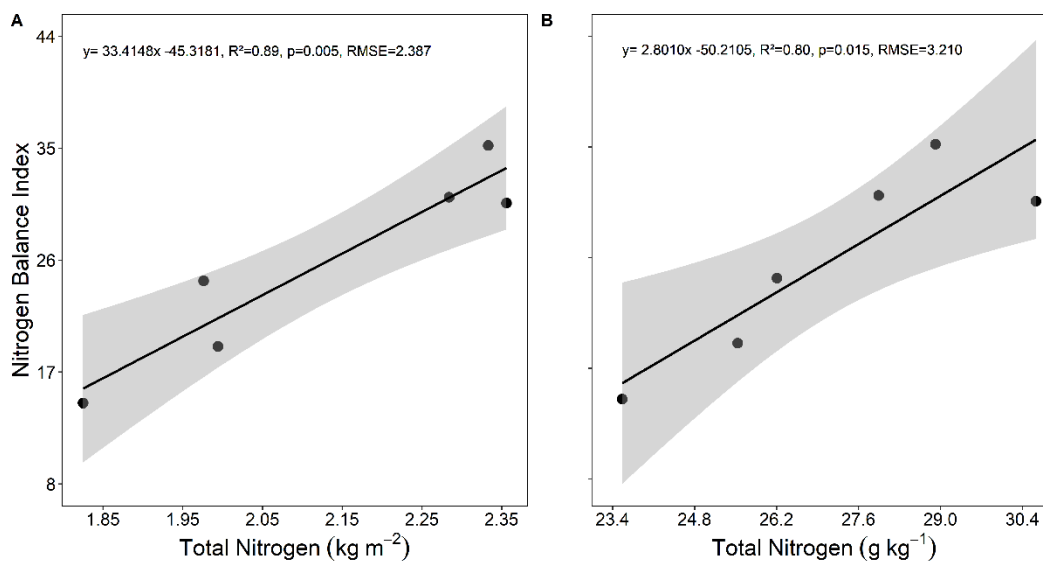 A
y= 33.4148x -45.3181, R²=0.89, p=0.005, RMSE=2.387
44
35
26
17
8
Nitrogen Balance Index
1.85 1.95 2.05 2.15 2.25 2.35
Total Nitrogen (kg m⁻²)
B
y= 2.8010x -50.2105, R²=0.80, p=0.015, RMSE=3.210
23.4 24.8 26.2 27.6 29.0 30.4
Total Nitrogen (g kg⁻¹)